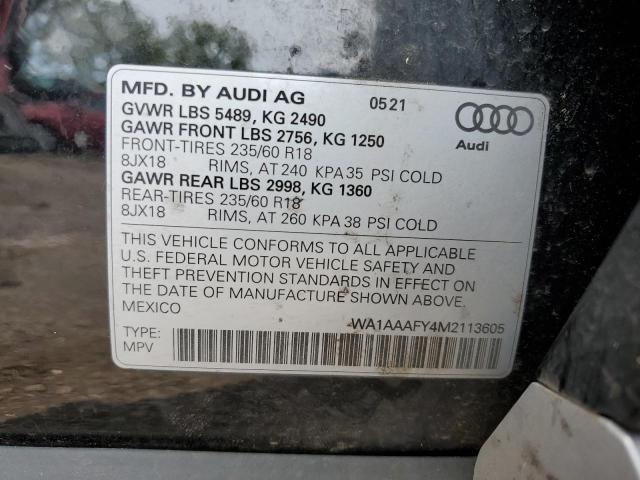 MFD. BY AUDI AG 05 21
GVWR LBS 5489, KG 2490
GAWR FRONT LBS 2756, KG 1250
FRONT-TIRES 235/60 R18
8JX18 RIMS, AT 240 KPA 35 PSI COLD
GAWR REAR LBS 2998, KG 1360
REAR-TIRES 235/60 R18
8JX18 RIMS, AT 260 KPA 38 PSI COLD
Audi
THIS VEHICLE CONFORMS TO ALL APPLICABLE
U.S. FEDERAL MOTOR VEHICLE SAFETY AND
THEFT PREVENTION STANDARDS IN EFFECT ON
THE DATE OF MANUFACTURE SHOWN ABOVE.
MEXICO
WA1AAAFY4M2113605
TYPE:
MPV